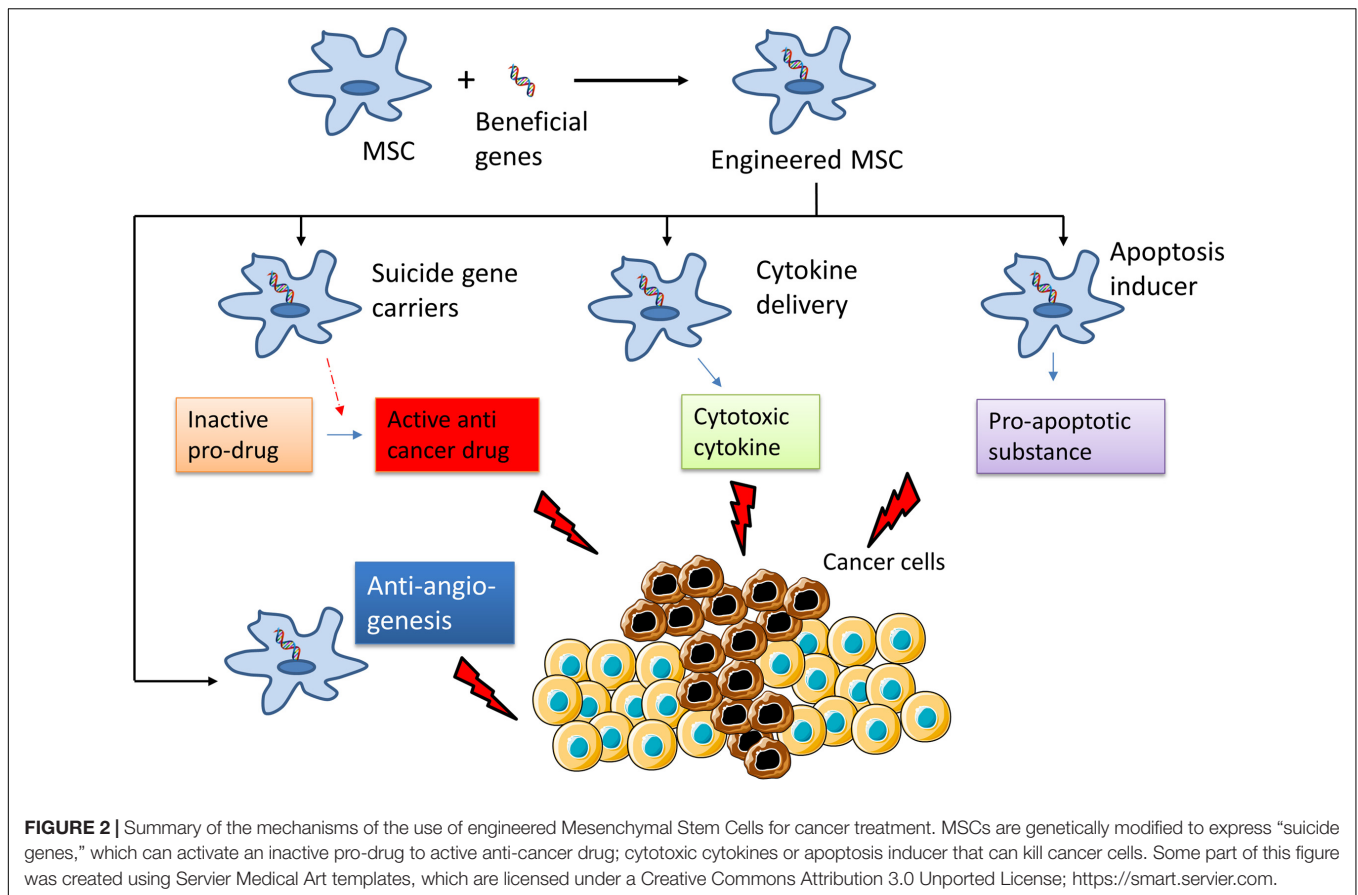 MSC
+
Beneficial
genes
Engineered MSC
Suicide gene
carriers
Cytokine
delivery
Apoptosis
inducer
Inactive
pro-drug
Active anti
cancer drug
Cytotoxic
cytokine
Pro-apoptotic
substance
Cancer cells
Anti-angio-
genesis
FIGURE 2 | Summary of the mechanisms of the use of engineered Mesenchymal Stem Cells for cancer treatment. MSCs are genetically modified to express “suicide
genes,” which can activate an inactive pro-drug to active anti-cancer drug; cytotoxic cytokines or apoptosis inducer that can kill cancer cells. Some part of this figure
was created using Servier Medical Art templates, which are licensed under a Creative Commons Attribution 3.0 Unported License; https://smart.servier.com.